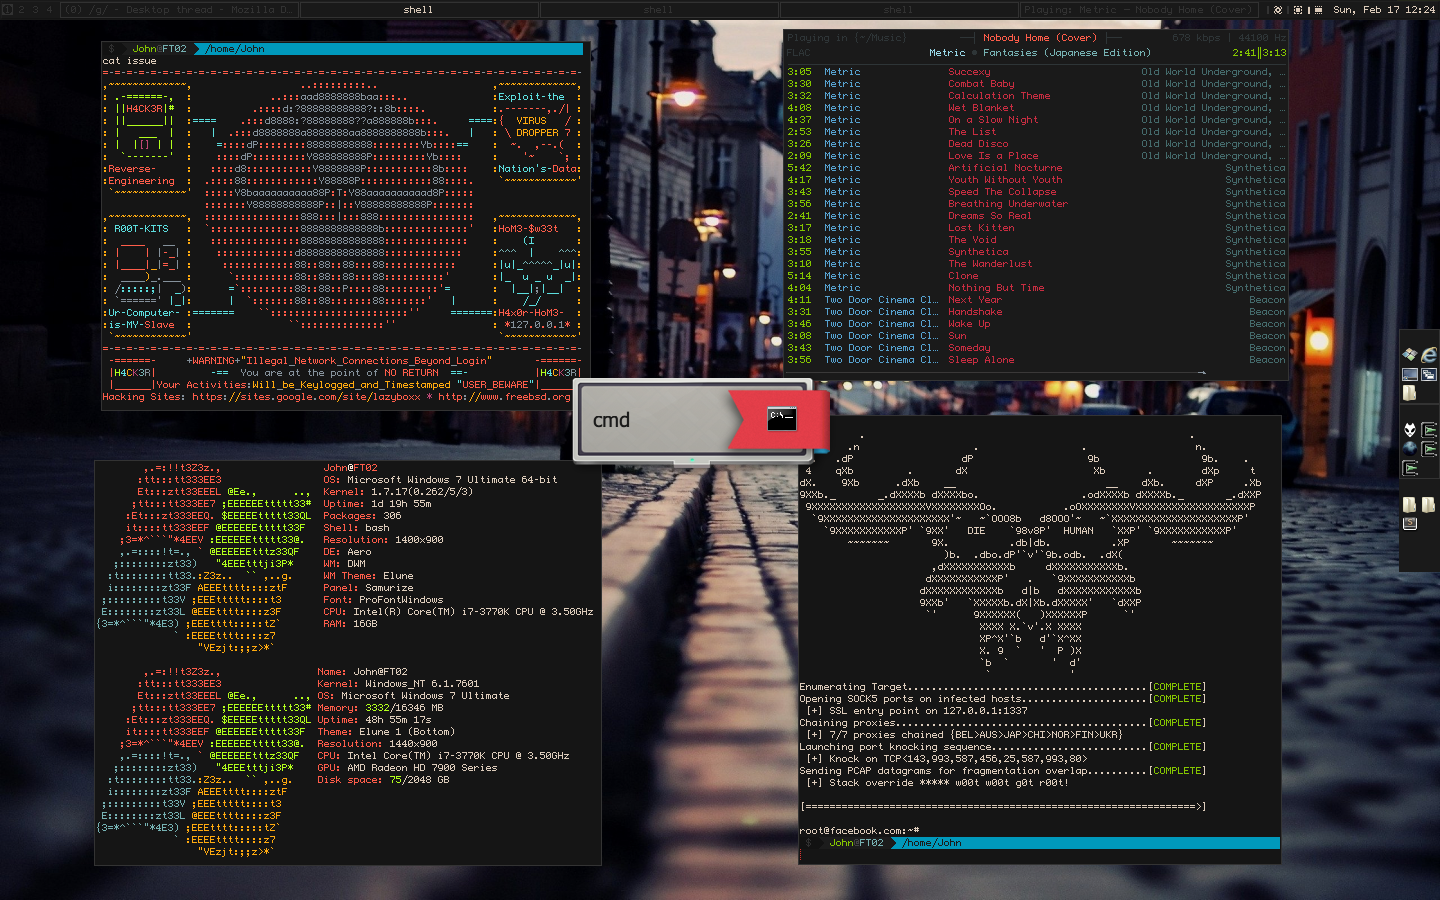 1 2 3 4 (0) /g/ - Desktop thread - Mozilla D… shell shell shell Playing: Metric — Nobody Home (Cover) Sun, Feb 17 12:24
$ John@FT02 /home/John
cat issue
Exploit-the
||H4CK3R|#
{ VIRUS /
\ DROPPER 7
Reverse-
Nation's-Data
Engineering
R00T-KITS
HoM3-$w33t
Ur-Computer-
H4x0r-HoM3-
is-MY-Slave
*127.0.0.1*
+WARNING+"Illegal_Network_Connections_Beyond_Login"
|H4CK3R| -== You are at the point of NO RETURN ==- |H4CK3R|
|______|Your Activities:Will_be_Keylogged_and_Timestamped "USER_BEWARE"|______|
Hacking Sites: https://sites.google.com/site/lazyboxx * http://www.freebsd.org
Playing in {~/Music} Nobody Home (Cover) 678 kbps | 44100 Hz
FLAC Metric • Fantasies (Japanese Edition) 2:41||3:13
3:05 Metric Succexy Old World Underground, …
3:30 Metric Combat Baby Old World Underground, …
3:32 Metric Calculation Theme Old World Underground, …
4:08 Metric Wet Blanket Old World Underground, …
4:37 Metric On a Slow Night Old World Underground, …
2:53 Metric The List Old World Underground, …
3:26 Metric Dead Disco Old World Underground, …
2:09 Metric Love Is a Place Old World Underground, …
5:42 Metric Artificial Nocturne Synthetica
4:17 Metric Youth Without Youth Synthetica
3:43 Metric Speed The Collapse Synthetica
3:56 Metric Breathing Underwater Synthetica
2:41 Metric Dreams So Real Synthetica
3:17 Metric Lost Kitten Synthetica
3:18 Metric The Void Synthetica
3:55 Metric Synthetica Synthetica
3:10 Metric The Wanderlust Synthetica
5:14 Metric Clone Synthetica
4:04 Metric Nothing But Time Synthetica
4:11 Two Door Cinema Cl… Next Year Beacon
3:31 Two Door Cinema Cl… Handshake Beacon
3:46 Two Door Cinema Cl… Wake Up Beacon
3:08 Two Door Cinema Cl… Sun Beacon
3:43 Two Door Cinema Cl… Someday Beacon
3:56 Two Door Cinema Cl… Sleep Alone Beacon
cmd
C:\_
John@FT02
OS: Microsoft Windows 7 Ultimate 64-bit
Kernel: 1.7.17(0.262/5/3)
Uptime: 1d 19h 55m
Packages: 306
Shell: bash
Resolution: 1400x900
DE: Aero
WM: DWM
WM Theme: Elune
Panel: Samurize
Font: ProFontWindows
CPU: Intel(R) Core(TM) i7-3770K CPU @ 3.50GHz
RAM: 16GB
Name: John@FT02
Kernel: Windows_NT 6.1.7601
OS: Microsoft Windows 7 Ultimate
Memory: 3332/16346 MB
Uptime: 48h 55m 17s
Theme: Elune 1 (Bottom)
Resolution: 1440x900
CPU: Intel Core(TM) i7-3770K CPU @ 3.50GHz
GPU: AMD Radeon HD 7900 Series
Disk space: 75/2048 GB
DIE HUMAN
Enumerating Target........................................[COMPLETE]
Opening SOCK5 ports on infected hosts.....................[COMPLETE]
[+] SSL entry point on 127.0.0.1:1337
Chaining proxies..........................................[COMPLETE]
[+] 7/7 proxies chained {BEL>AUS>JAP>CHI>NOR>FIN>UKR}
Launching port knocking sequence..........................[COMPLETE]
[+] Knock on TCP<143,993,587,456,25,587,993,80>
Sending PCAP datagrams for fragmentation overlap..........[COMPLETE]
[+] Stack override ***** w00t w00t g0t r00t!
[=================================================================>]
root@facebook.com:~#
$ John@FT02 /home/John